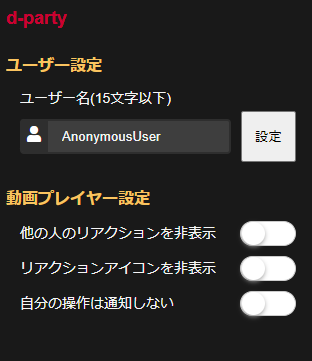 d-party
ユーザー設定
ユーザー名(15文字以下)
AnonymousUser
設定
動画プレイヤー設定
他の人のリアクションを非表示
リアクションアイコンを非表示
自分の操作は通知しない